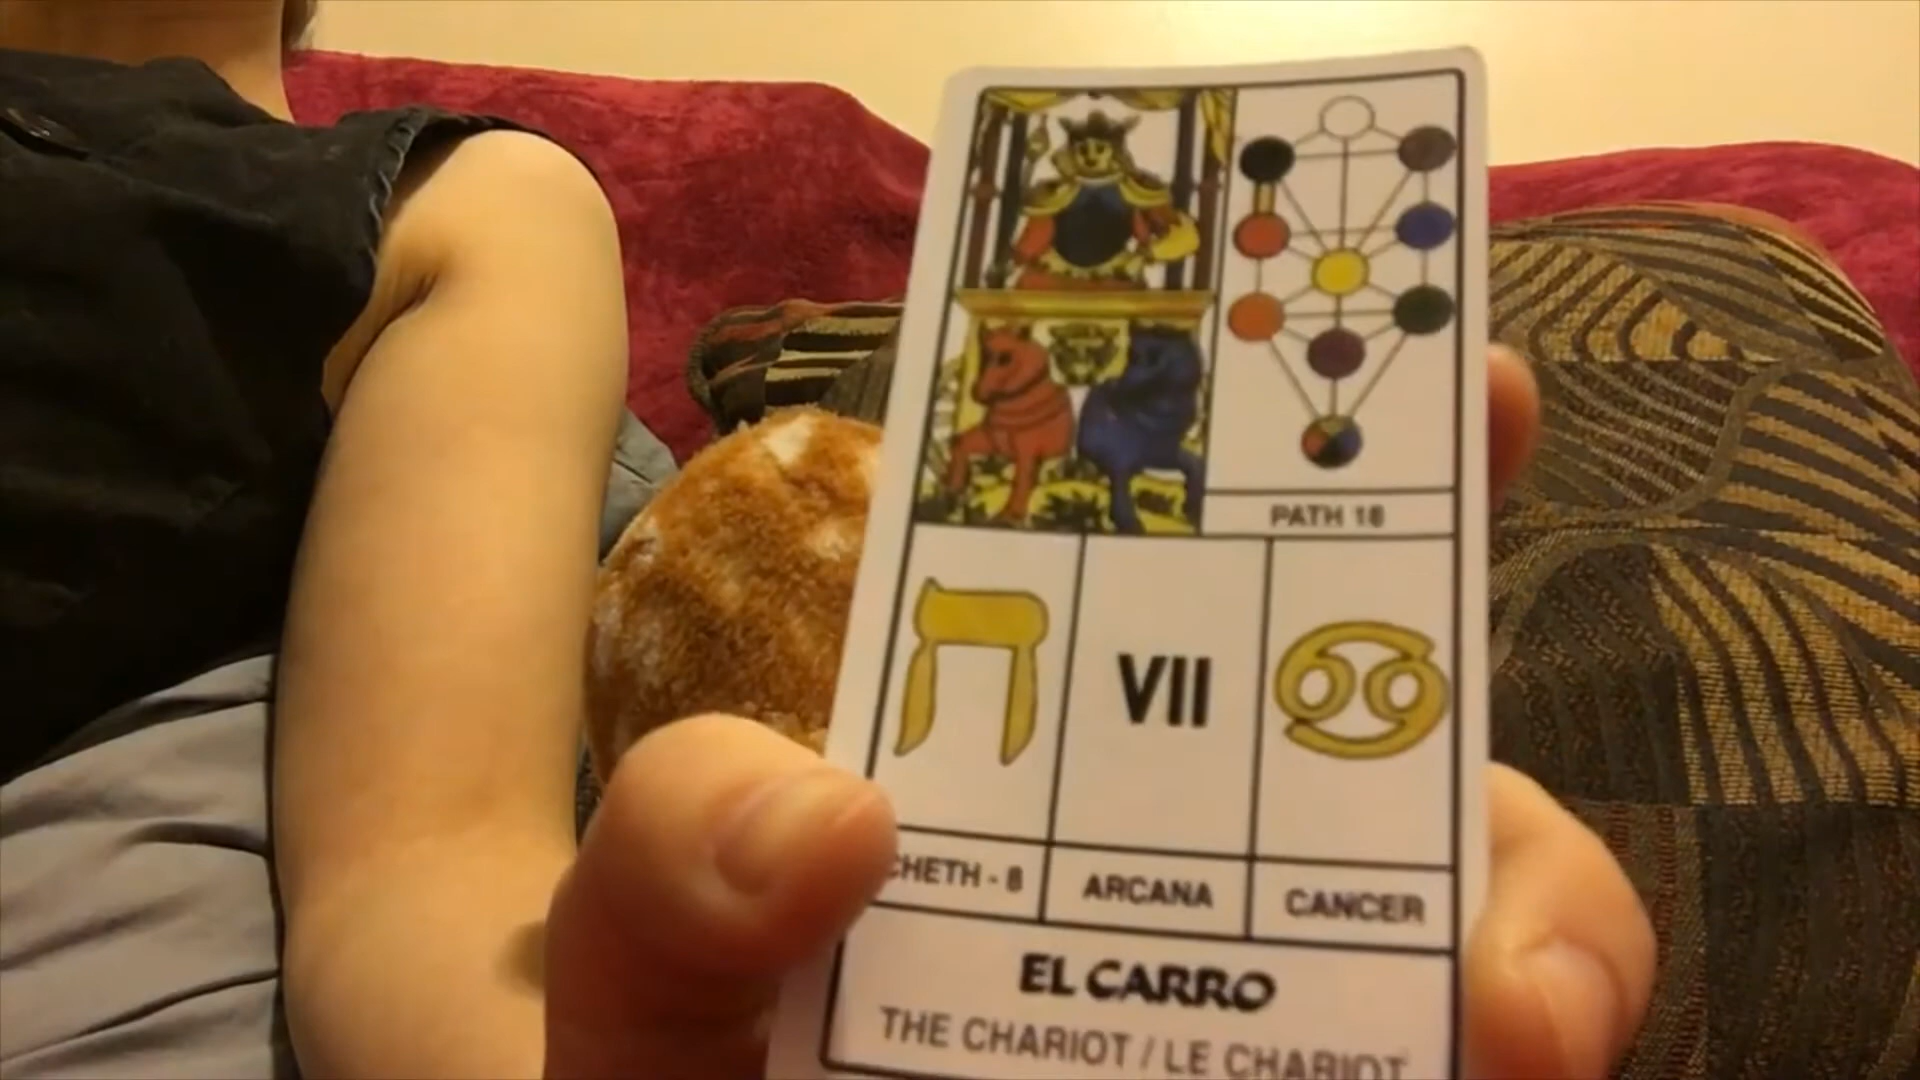 PATH 18
ח
VII
CHETH - 8
ARCANA
CANCER
EL CARRO
THE CHARIOT / LE CHARIOT